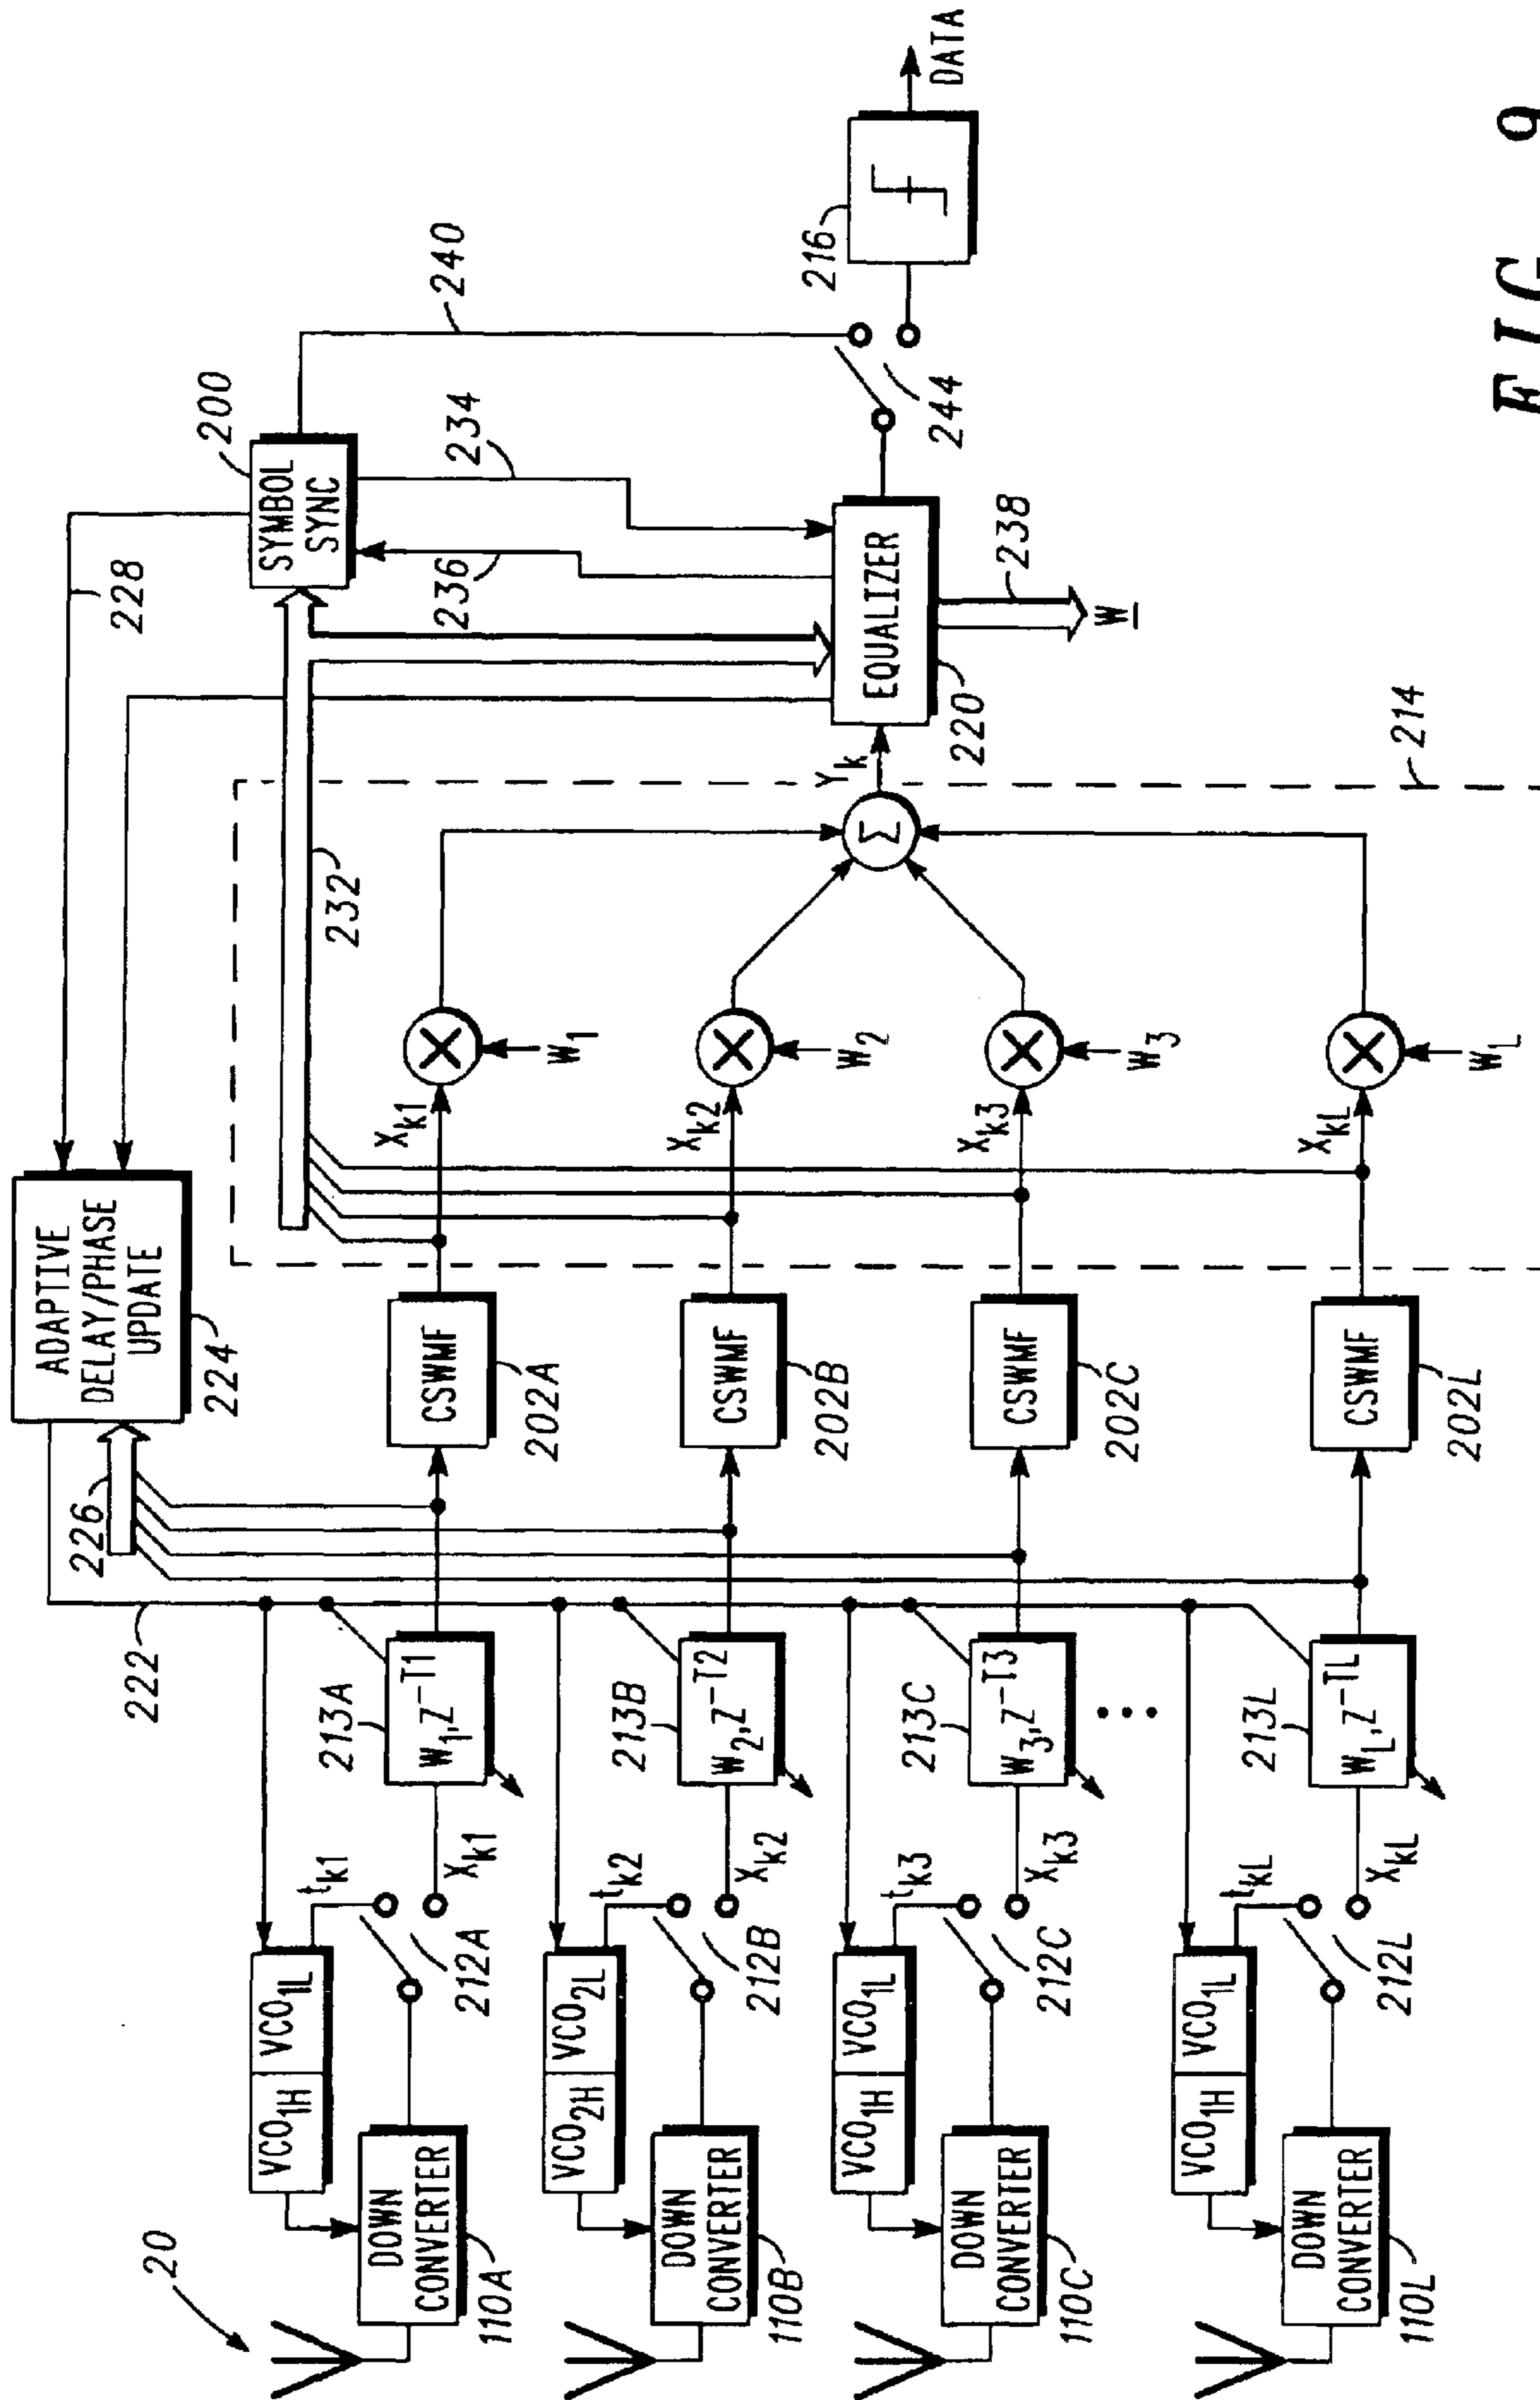 20
VCO1H VCO1L
DOWN
CONVERTER
110A
tk1
212A
Xk1
222
213A
W1,Z-T1
226
ADAPTIVE
DELAY/PHASE
UPDATE
224
CSWMF
202A
Xk1
W1
232
228
SYMBOL
SYNC
200
240
234
236
VCO2H VCO2L
DOWN
CONVERTER
110B
tk2
212B
Xk2
213B
W2,Z-T2
CSWMF
202B
Xk2
W2
Σ
Yk
EQUALIZER
220
238
W
244
216
DATA
VCO1H VCO1L
DOWN
CONVERTER
110C
tk3
212C
Xk3
213C
W3,Z-T3
CSWMF
202C
Xk3
W3
VCO1H VCO1L
DOWN
CONVERTER
110L
tkL
212L
XkL
213L
WL,Z-TL
CSWMF
202L
XkL
WL
214
FIG. 9